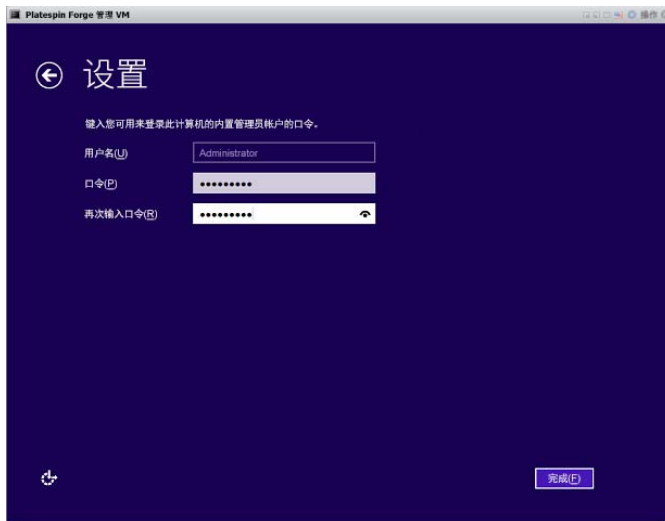 Platespin Forge 管理 VM
操作
设置
键入您可用来登录此计算机的内置管理员帐户的口令。
用户名(U)
Administrator
口令(P)
•••••••••
再次输入口令(R)
•••••••••
完成(F)